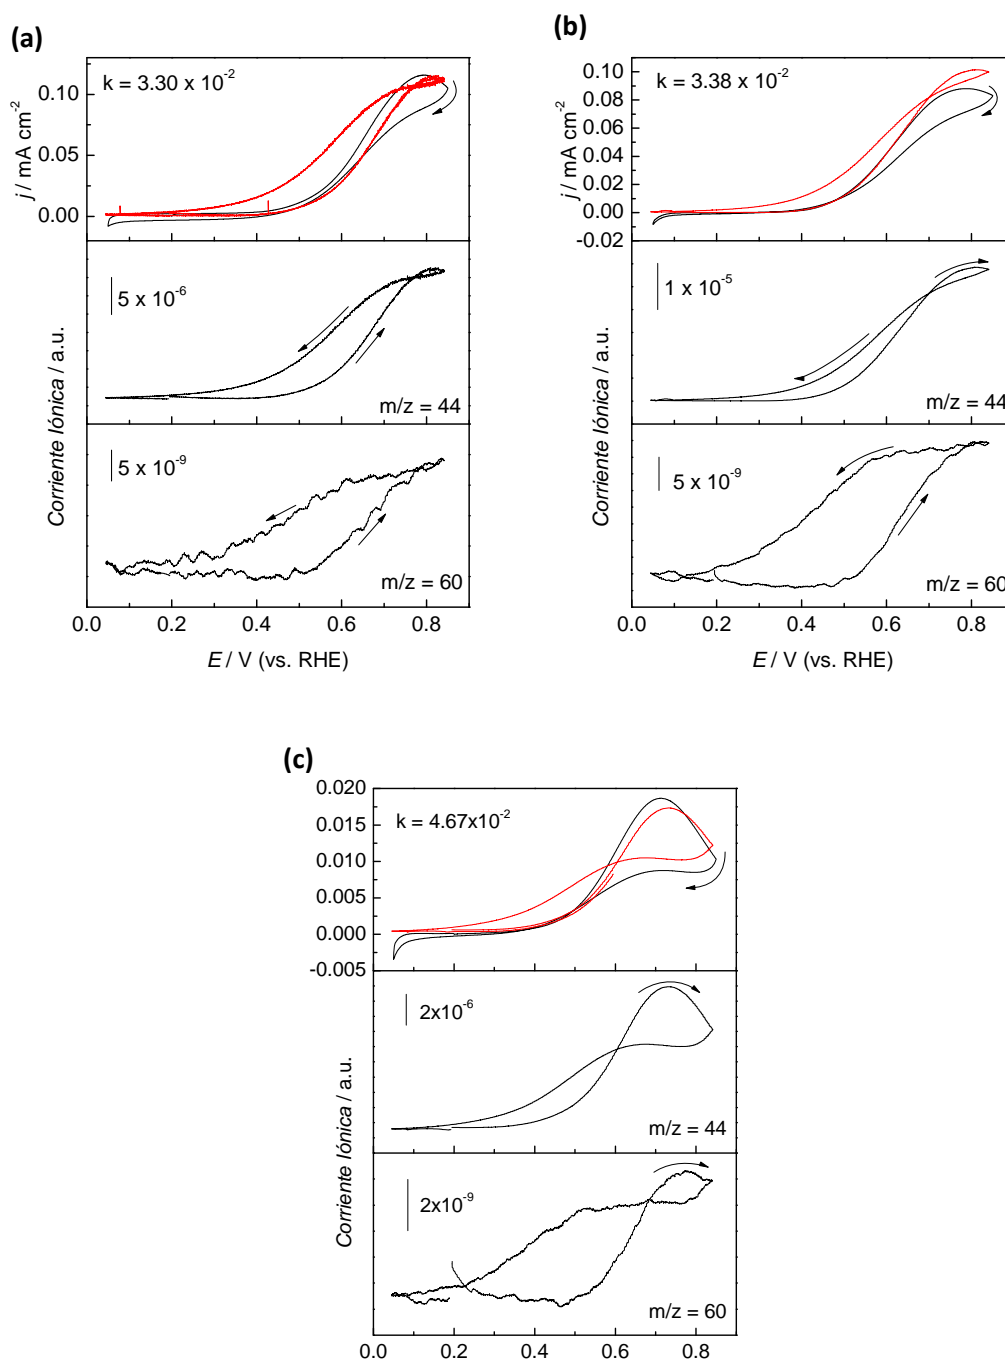 (a)
k = 3.30 x 10⁻²
0.10
0.05
0.00
j / mA cm⁻²
5 x 10⁻⁶
m/z = 44
Corriente Iónica / a.u.
5 x 10⁻⁹
m/z = 60
0.0 0.2 0.4 0.6 0.8
E / V (vs. RHE)
(b)
k = 3.38 x 10⁻²
0.10
0.08
0.06
0.04
0.02
0.00
-0.02
j / mA cm⁻²
1 x 10⁻⁵
m/z = 44
Corriente Iónica / a.u.
5 x 10⁻⁹
m/z = 60
0.0 0.2 0.4 0.6 0.8
E / V (vs. RHE)
(c)
k = 4.67x10⁻²
0.020
0.015
0.010
0.005
0.000
-0.005
2x10⁻⁶
m/z = 44
Corriente Iónica / a.u.
2x10⁻⁹
m/z = 60
0.0 0.2 0.4 0.6 0.8